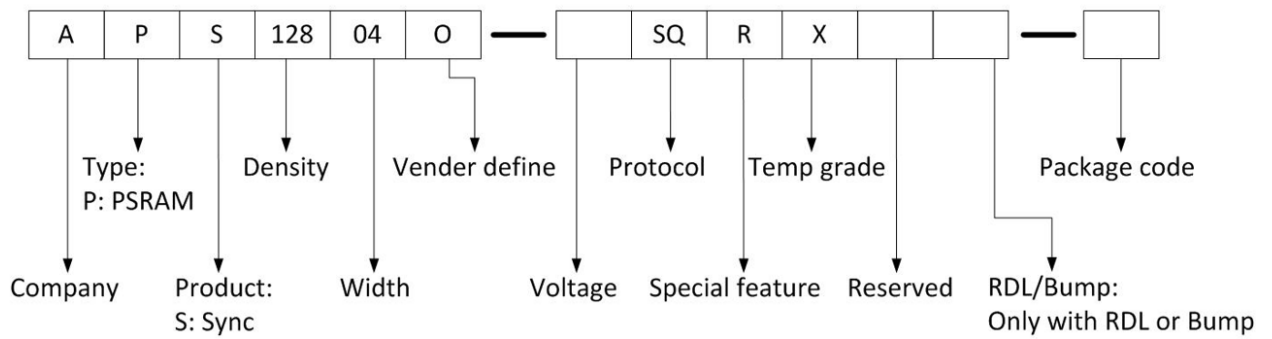 A P S 128 04 O — SQ R X —
Type:
P: PSRAM
Density
Vender define
Protocol
Temp grade
Package code
Company
Product:
S: Sync
Width
Voltage
Special feature
Reserved
RDL/Bump:
Only with RDL or Bump